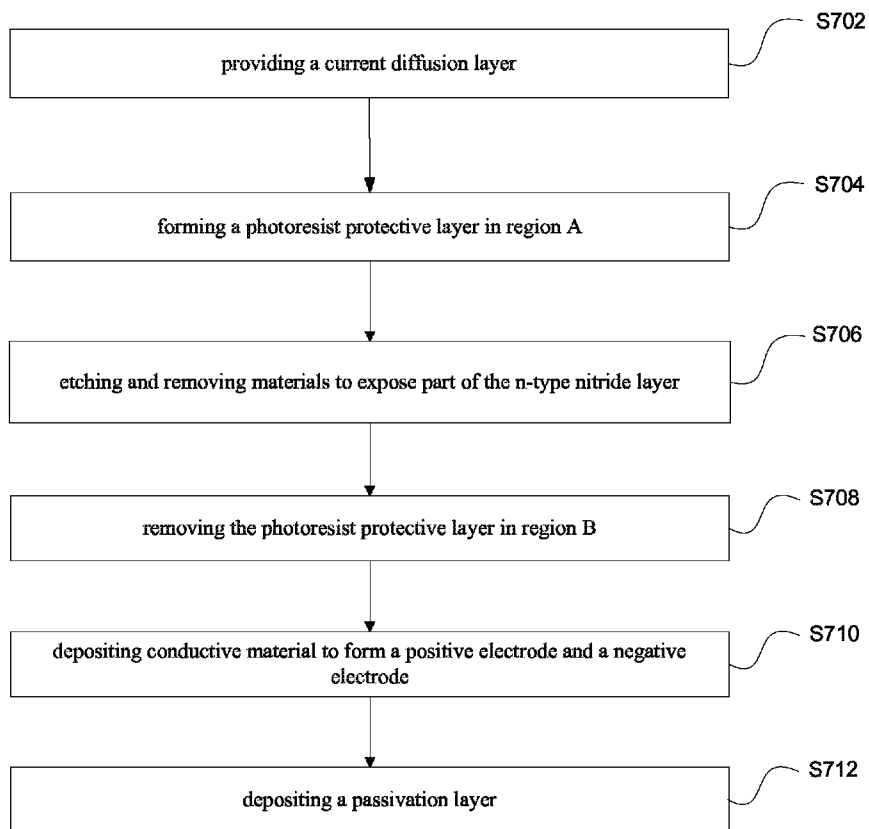 S702
providing a current diffusion layer
S704
forming a photoresist protective layer in region A
S706
etching and removing materials to expose part of the n-type nitride layer
S708
removing the photoresist protective layer in region B
S710
depositing conductive material to form a positive electrode and a negative
electrode
S712
depositing a passivation layer